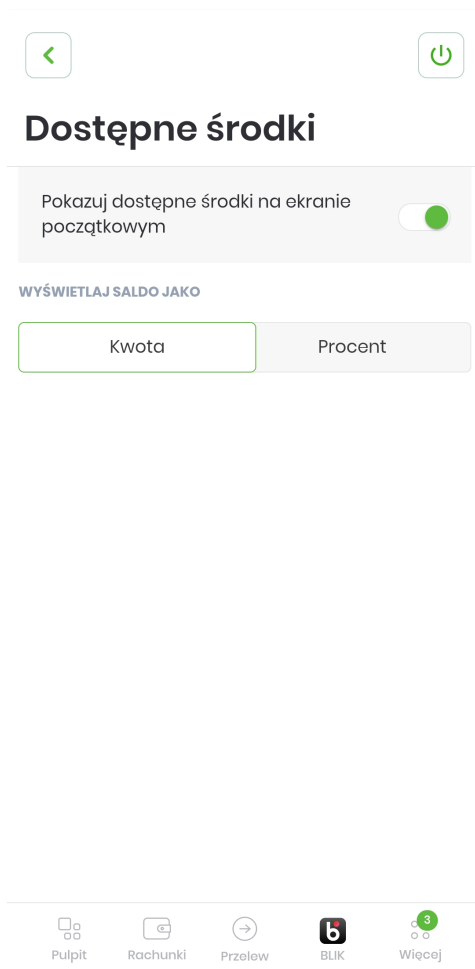 Dostępne środki
Pokazuj dostępne środki na ekranie
początkowym
WYŚWIETLAJ SALDO JAKO
Kwota Procent
3
Pulpit Rachunki Przelew BLIK Więcej